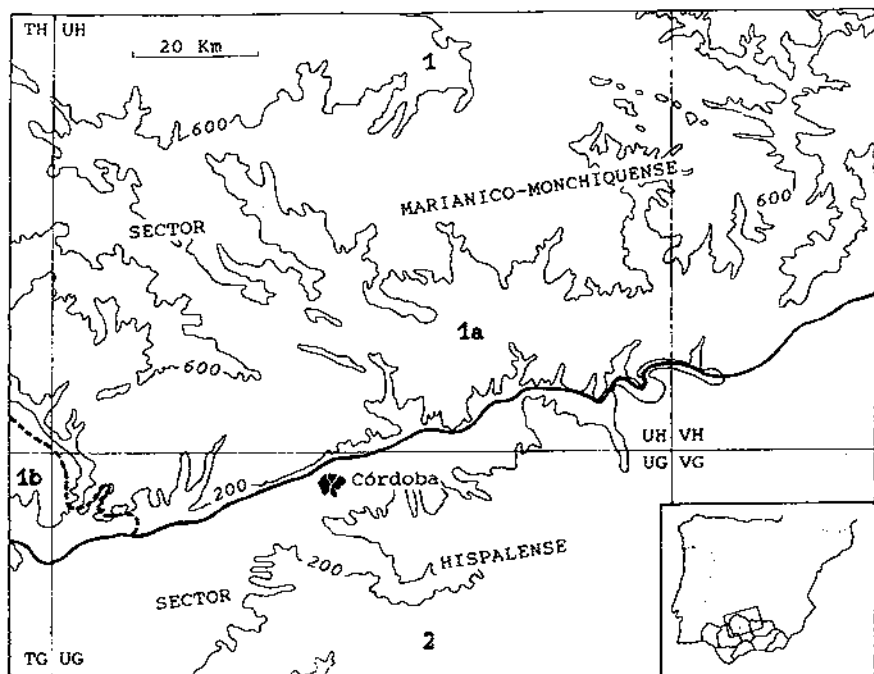 TH UH
20 Km
1
600
MARIANICO-MONCHIQUENSE
600
SECTOR
1a
600
UH VH
1b
UG VG
200
Córdoba
200
HISPALENSE
SECTOR
2
TG UG